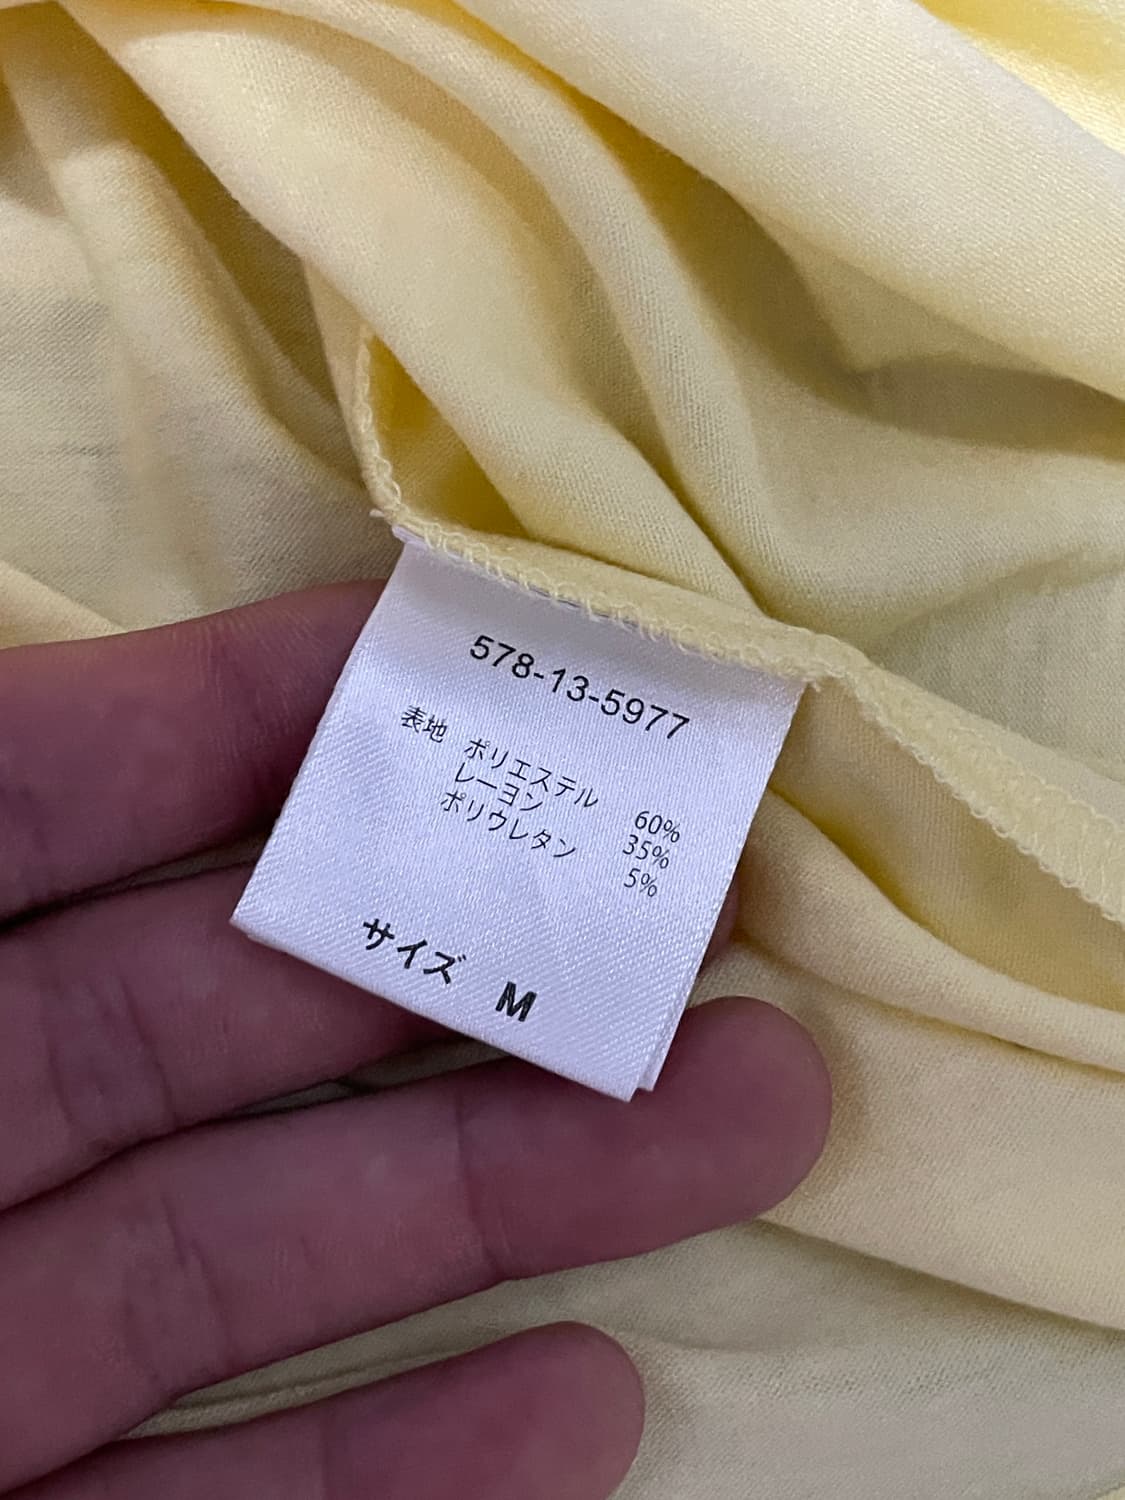 578-13-5977
表地 ポリエステル 60%
レーヨン 35%
ポリウレタン 5%
サイズ M